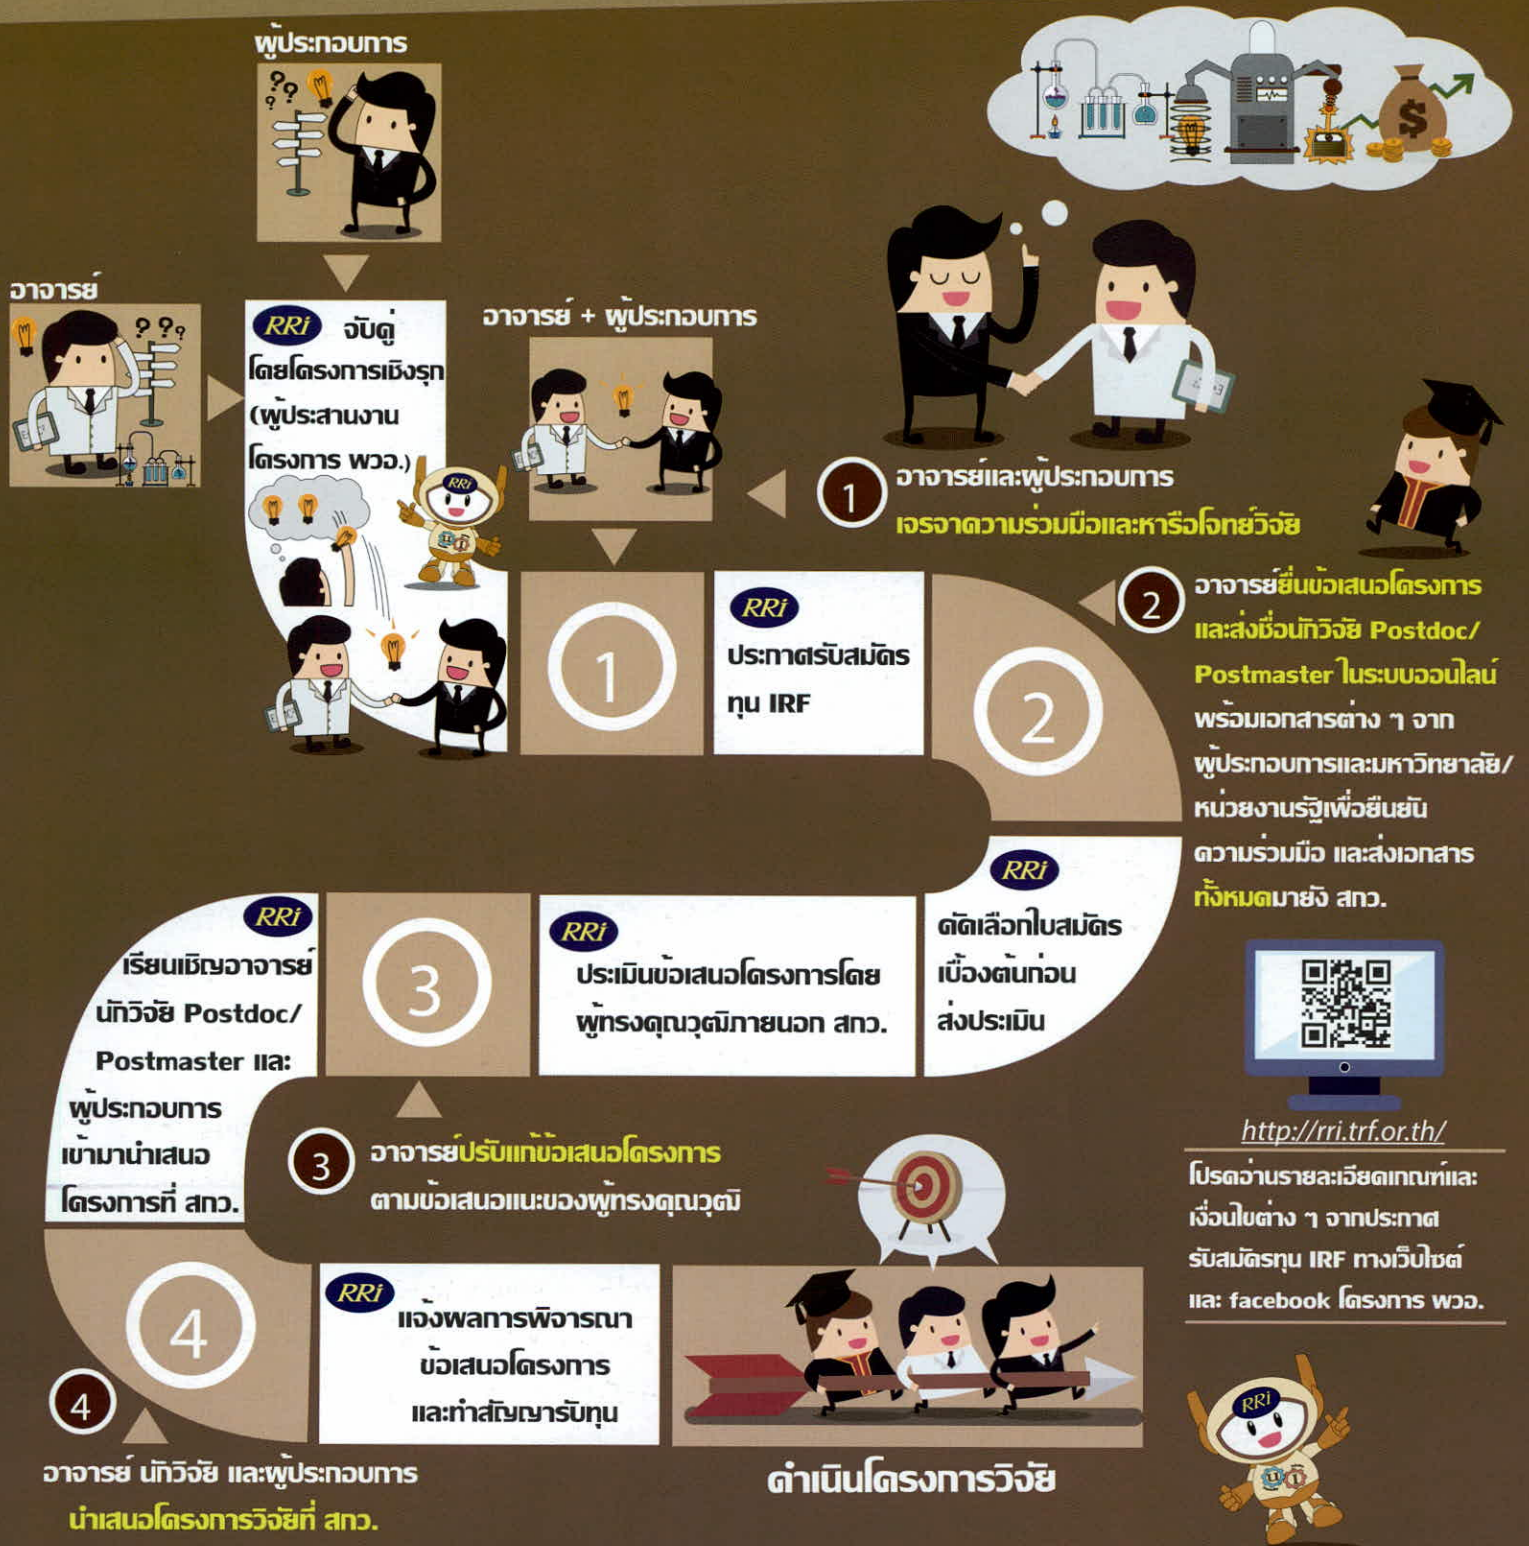 ผู้ประกอบการ
อาจารย์
RRi จับคู่
โดยโครงการเชิงรุก
(ผู้ประสานงาน
โครงการ พวอ.)
RRi
อาจารย์ + ผู้ประกอบการ
1 อาจารย์และผู้ประกอบการ
เจรจาความร่วมมือและหารือโจทย์วิจัย
1
RRi
ประกาศรับสมัคร
ทุน IRF
2
2 อาจารย์ยื่นข้อเสนอโครงการ
และส่งชื่อนักวิจัย Postdoc/
Postmaster ในระบบออนไลน์
พร้อมเอกสารต่าง ๆ จาก
ผู้ประกอบการและมหาวิทยาลัย/
หน่วยงานรัฐเพื่อยืนยัน
ความร่วมมือ และส่งเอกสาร
ทั้งหมดมายัง สกว.
RRi
คัดเลือกใบสมัคร
เบื้องต้นก่อน
ส่งประเมิน
RRi
ประเมินข้อเสนอโครงการโดย
ผู้ทรงคุณวุฒิภายนอก สกว.
3
3 อาจารย์ปรับแก้ข้อเสนอโครงการ
ตามข้อเสนอแนะของผู้ทรงคุณวุฒิ
RRi
เรียนเชิญอาจารย์
นักวิจัย Postdoc/
Postmaster และ
ผู้ประกอบการ
เข้ามานำเสนอ
โครงการที่ สกว.
4
4
อาจารย์ นักวิจัย และผู้ประกอบการ
นำเสนอโครงการวิจัยที่ สกว.
RRi
แจ้งผลการพิจารณา
ข้อเสนอโครงการ
และทำสัญญารับทุน
ดำเนินโครงการวิจัย
http://rri.trf.or.th/
โปรดอ่านรายละเอียดเกณฑ์และ
เงื่อนไขต่าง ๆ จากประกาศ
รับสมัครทุน IRF ทางเว็บไซต์
และ facebook โครงการ พวอ.
RRi